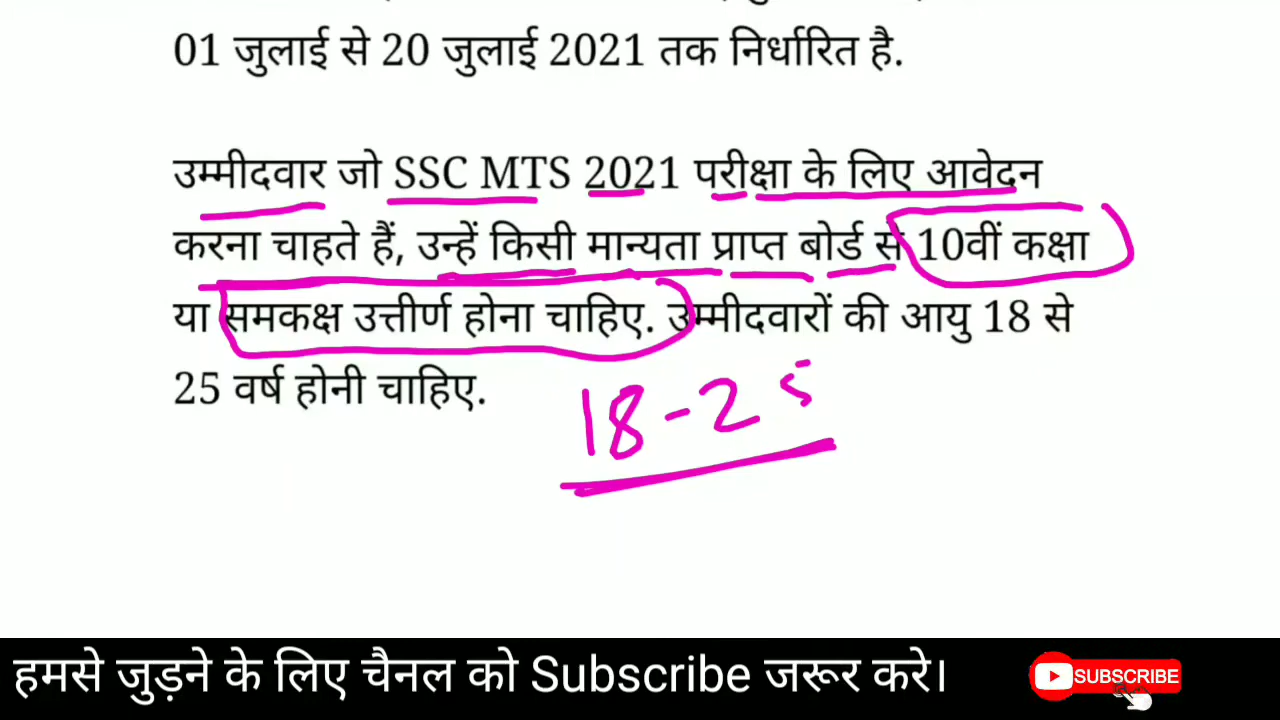 01 जुलाई से 20 जुलाई 2021 तक निर्धारित है.
उम्मीदवार जो SSC MTS 2021 परीक्षा के लिए आवेदन
करना चाहते हैं, उन्हें किसी मान्यता प्राप्त बोर्ड से 10वीं कक्षा
या समकक्ष उत्तीर्ण होना चाहिए. उम्मीदवारों की आयु 18 से
25 वर्ष होनी चाहिए.
18-25
हमसे जुड़ने के लिए चैनल को Subscribe जरूर करे।
SUBSCRIBE